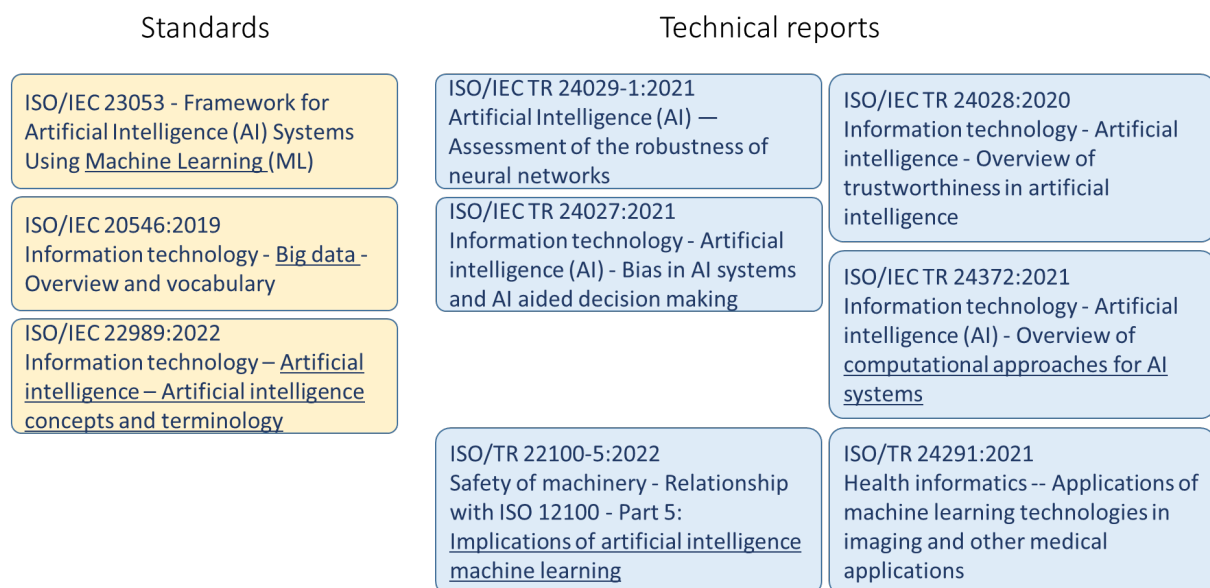 Standards
Technical reports
ISO/IEC 23053 - Framework for
Artificial Intelligence (AI) Systems
Using Machine Learning (ML)
ISO/IEC 20546:2019
Information technology - Big data -
Overview and vocabulary
ISO/IEC 22989:2022
Information technology – Artificial
intelligence – Artificial intelligence
concepts and terminology
ISO/IEC TR 24029-1:2021
Artificial Intelligence (AI) —
Assessment of the robustness of
neural networks
ISO/IEC TR 24027:2021
Information technology - Artificial
intelligence (AI) - Bias in AI systems
and AI aided decision making
ISO/TR 22100-5:2022
Safety of machinery - Relationship
with ISO 12100 - Part 5:
Implications of artificial intelligence
machine learning
ISO/IEC TR 24028:2020
Information technology - Artificial
intelligence - Overview of
trustworthiness in artificial
intelligence
ISO/IEC TR 24372:2021
Information technology - Artificial
intelligence (AI) - Overview of
computational approaches for AI
systems
ISO/TR 24291:2021
Health informatics -- Applications of
machine learning technologies in
imaging and other medical
applications